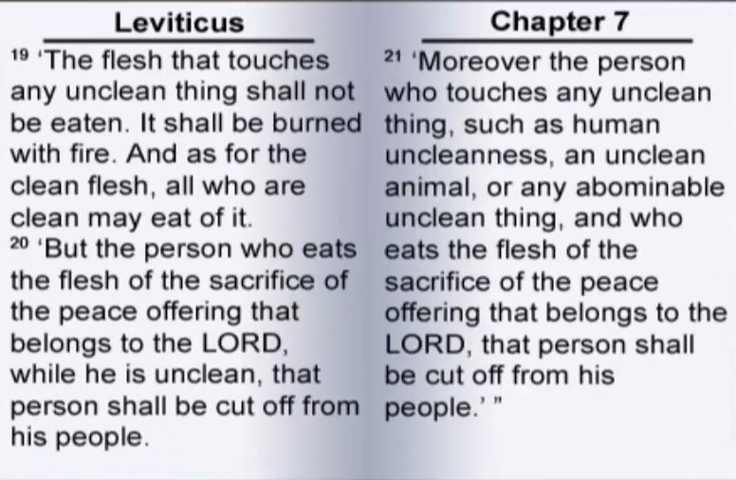 Leviticus
19 ‘The flesh that touches
any unclean thing shall not
be eaten. It shall be burned
with fire. And as for the
clean flesh, all who are
clean may eat of it.
20 ‘But the person who eats
the flesh of the sacrifice of
the peace offering that
belongs to the LORD,
while he is unclean, that
person shall be cut off from
his people.
Chapter 7
21 ‘Moreover the person
who touches any unclean
thing, such as human
uncleanness, an unclean
animal, or any abominable
unclean thing, and who
eats the flesh of the
sacrifice of the peace
offering that belongs to the
LORD, that person shall
be cut off from his
people.’ ”